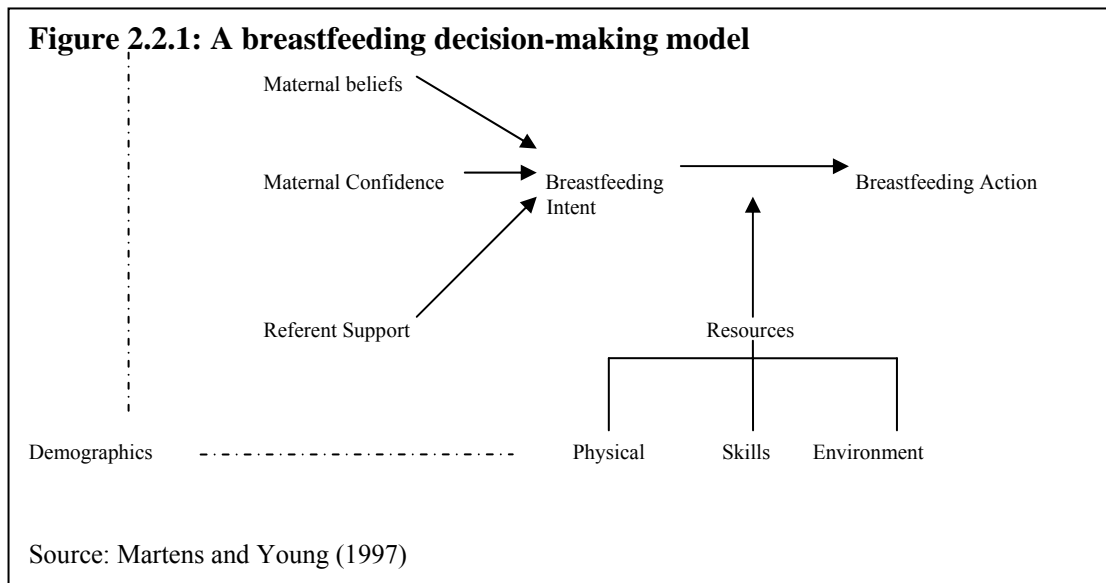 Figure 2.2.1: A breastfeeding decision-making model
Maternal beliefs
Maternal Confidence
Breastfeeding
Intent
Breastfeeding Action
Referent Support
Resources
Demographics
Physical
Skills
Environment
Source: Martens and Young (1997)